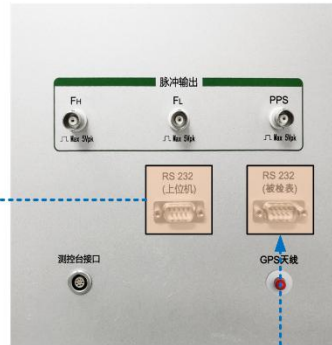 脉冲输出
FH FL PPS
Max 5Vpk Max 5Vpk Max 5Vpk
RS 232 RS 232
(上位机) (被检表)
测控台接口 GPS天线